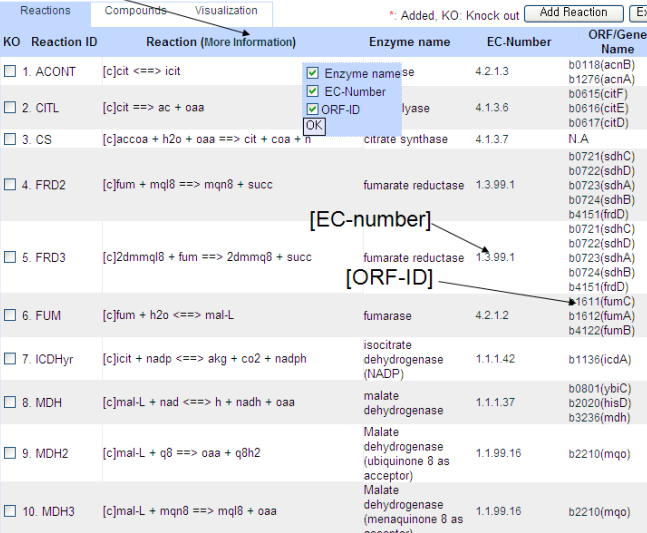 Reactions Compounds Visualization
*: Added, KO: Knock out Add Reaction
KO Reaction ID Reaction (More Information) Enzyme name EC-Number ORF/Gene Name
1. ACONT [c]cit <==> icit 4.2.1.3 b0118(acnB)
b1276(acnA)
Enzyme name
EC-Number
ORF-ID
OK
2. CITL [c]cit ==> ac + oaa lyase 4.1.3.6 b0615(citF)
b0616(citE)
b0617(citD)
3. CS [c]accoa + h2o + oaa ==> cit + coa + h citrate synthase 4.1.3.7 N.A
4. FRD2 [c]fum + mql8 ==> mqn8 + succ fumarate reductase 1.3.99.1 b0721(sdhC)
b0722(sdhD)
b0723(sdhA)
b0724(sdhB)
b4151(frdD)
[EC-number]
5. FRD3 [c]2dmmql8 + fum ==> 2dmmq8 + succ fumarate reductase 1.3.99.1 b0721(sdhC)
b0722(sdhD)
b0723(sdhA)
b0724(sdhB)
b4151(frdD)
[ORF-ID]
6. FUM [c]fum + h2o <==> mal-L fumarase 4.2.1.2 b1611(fumC)
b1612(fumA)
b4122(fumB)
7. ICDHyr [c]icit + nadp <==> akg + co2 + nadph isocitrate
dehydrogenase
(NADP) 1.1.1.42 b1136(icdA)
8. MDH [c]mal-L + nad <==> h + nadh + oaa malate
dehydrogenase 1.1.1.37 b0801(ybiC)
b2020(hisD)
b3236(mdh)
9. MDH2 [c]mal-L + q8 ==> oaa + q8h2 Malate
dehydrogenase
(ubiquinone 8 as
acceptor) 1.1.99.16 b2210(mqo)
10. MDH3 [c]mal-L + mqn8 ==> mql8 + oaa Malate
dehydrogenase
(menaquinone 8 as
acceptor) 1.1.99.16 b2210(mqo)